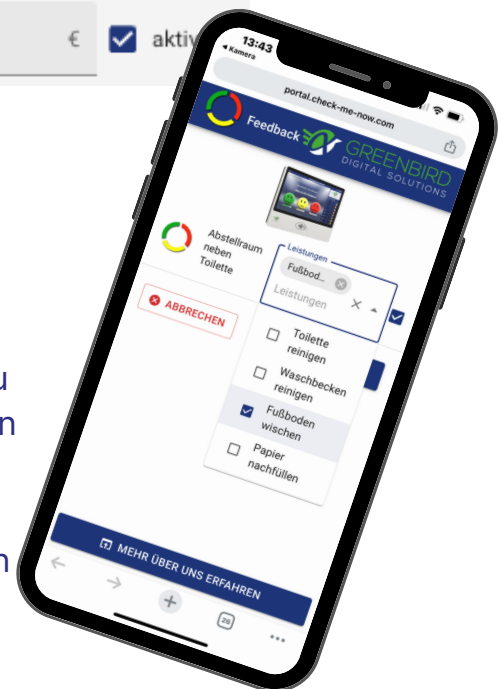 €
13:43
Kamera
portal.check-me-now.com
Feedback
GREENBIRD
DIGITAL SOLUTIONS
Abstellraum
neben
Toilette
Leistungen
Fußbod...
Leistungen
ABBRECHEN
Toilette
reinigen
Waschbecken
reinigen
Fußboden
wischen
Papier
nachfüllen
MEHR ÜBER UNS ERFAHREN
26